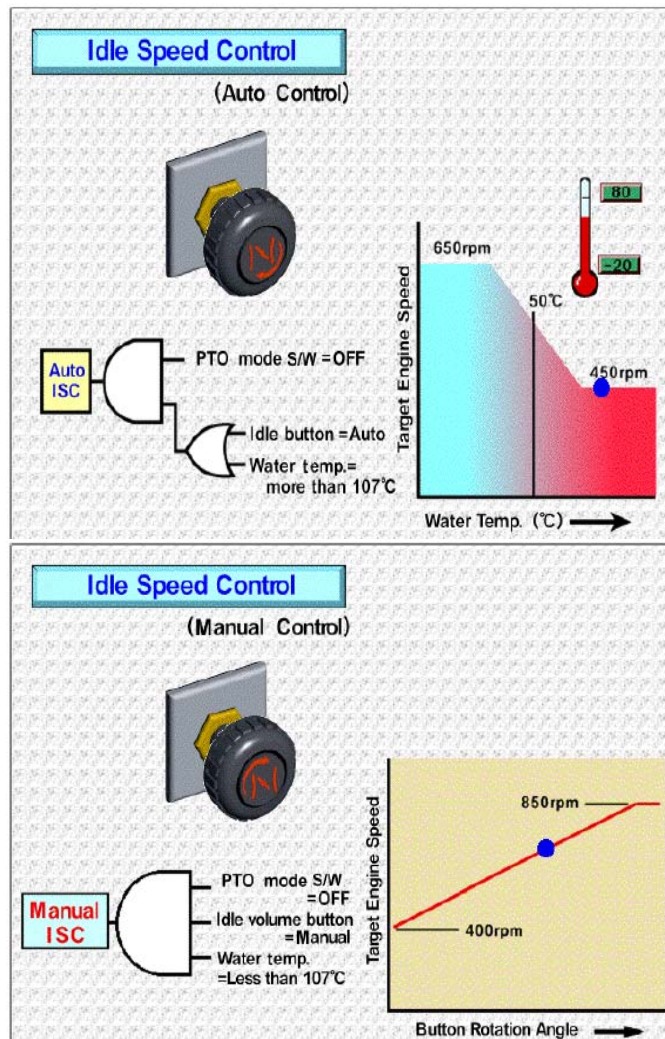 Idle Speed Control
(Auto Control)
80
-20
650rpm
50℃
450rpm
Target Engine Speed
Auto
ISC
PTO mode S/W =OFF
Idle button =Auto
Water temp.=
more than 107℃
Water Temp. (℃)
Idle Speed Control
(Manual Control)
850rpm
400rpm
Target Engine Speed
Manual
ISC
PTO mode S/W
=OFF
Idle volume button
=Manual
Water temp.
=Less than 107℃
Button Rotation Angle